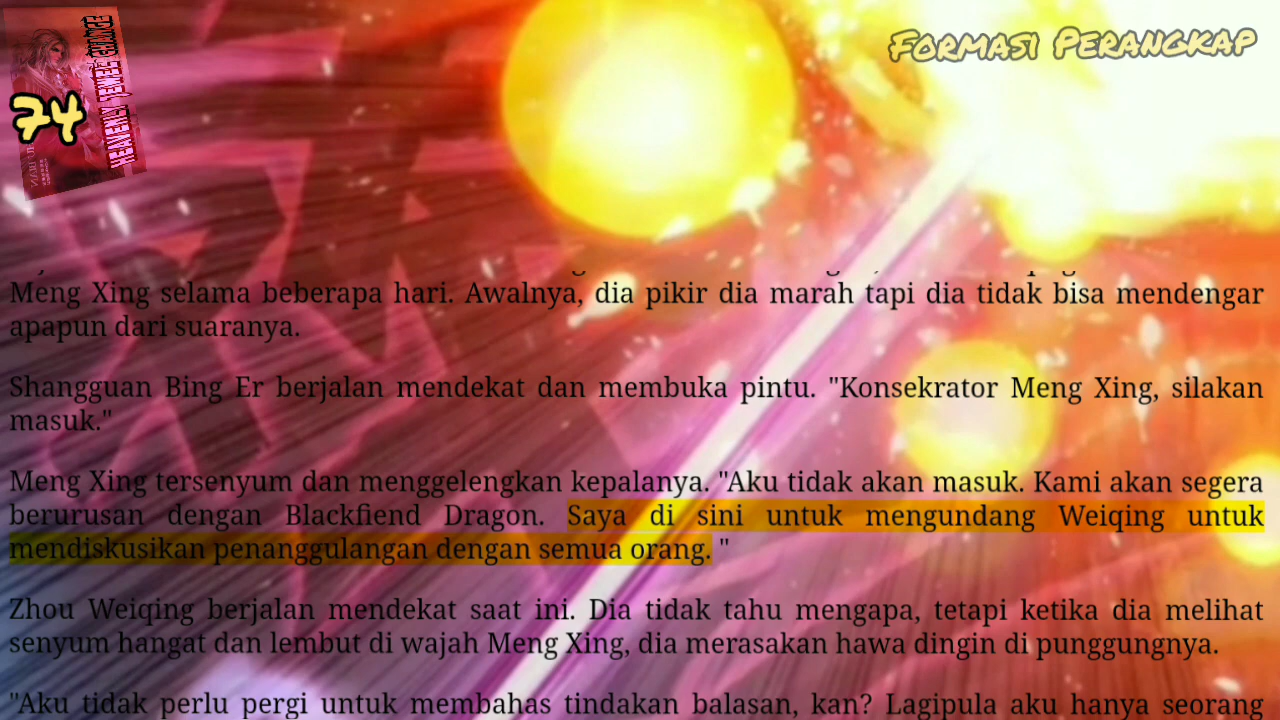 Formasi Perangkap
74
HEAVENLY JEWEL CHANGE
Meng Xing selama beberapa hari. Awalnya, dia pikir dia marah tapi dia tidak bisa mendengar
apapun dari suaranya.
Shangguan Bing Er berjalan mendekat dan membuka pintu. "Konsekrator Meng Xing, silakan
masuk."
Meng Xing tersenyum dan menggelengkan kepalanya. "Aku tidak akan masuk. Kami akan segera
berurusan dengan Blackfiend Dragon. Saya di sini untuk mengundang Weiqing untuk
mendiskusikan penanggulangan dengan semua orang. "
Zhou Weiqing berjalan mendekat saat ini. Dia tidak tahu mengapa, tetapi ketika dia melihat
senyum hangat dan lembut di wajah Meng Xing, dia merasakan hawa dingin di punggungnya.
"Aku tidak perlu pergi untuk membahas tindakan balasan, kan? Lagipula aku hanya seorang